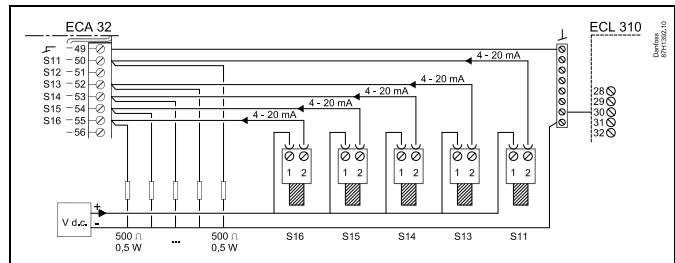 ECA 32
ECL 310
Danfoss
87H1392.10
49
S11 50
S12 51
S13 52
S14 53
S15 54
S16 55
56
4 - 20 mA
4 - 20 mA
4 - 20 mA
4 - 20 mA
4 - 20 mA
28
29
30
31
32
1 2
1 2
1 2
1 2
1 2
+
V d.c.
-
500 Ω
0,5 W
...
500 Ω
0,5 W
S16
S15
S14
S13
S11